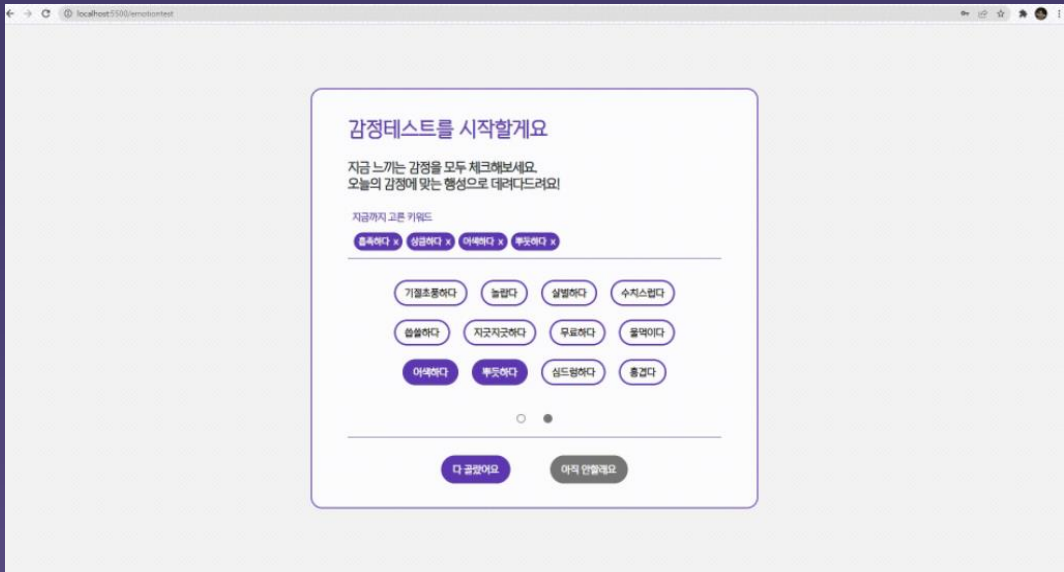 localhost:5500/emotiontest
감정테스트를 시작할게요
지금 느끼는 감정을 모두 체크해보세요.
오늘의 감정에 맞는 행성으로 데려다드려요!
지금까지 고른 키워드
흡족하다 x 상큼하다 x 어색하다 x 뿌듯하다 x
기절초풍하다 놀랍다 살벌하다 수치스럽다
씁쓸하다 지긋지긋하다 무료하다 울먹이다
어색하다 뿌듯하다 심드렁하다 흥겹다
다 골랐어요 아직 안할래요